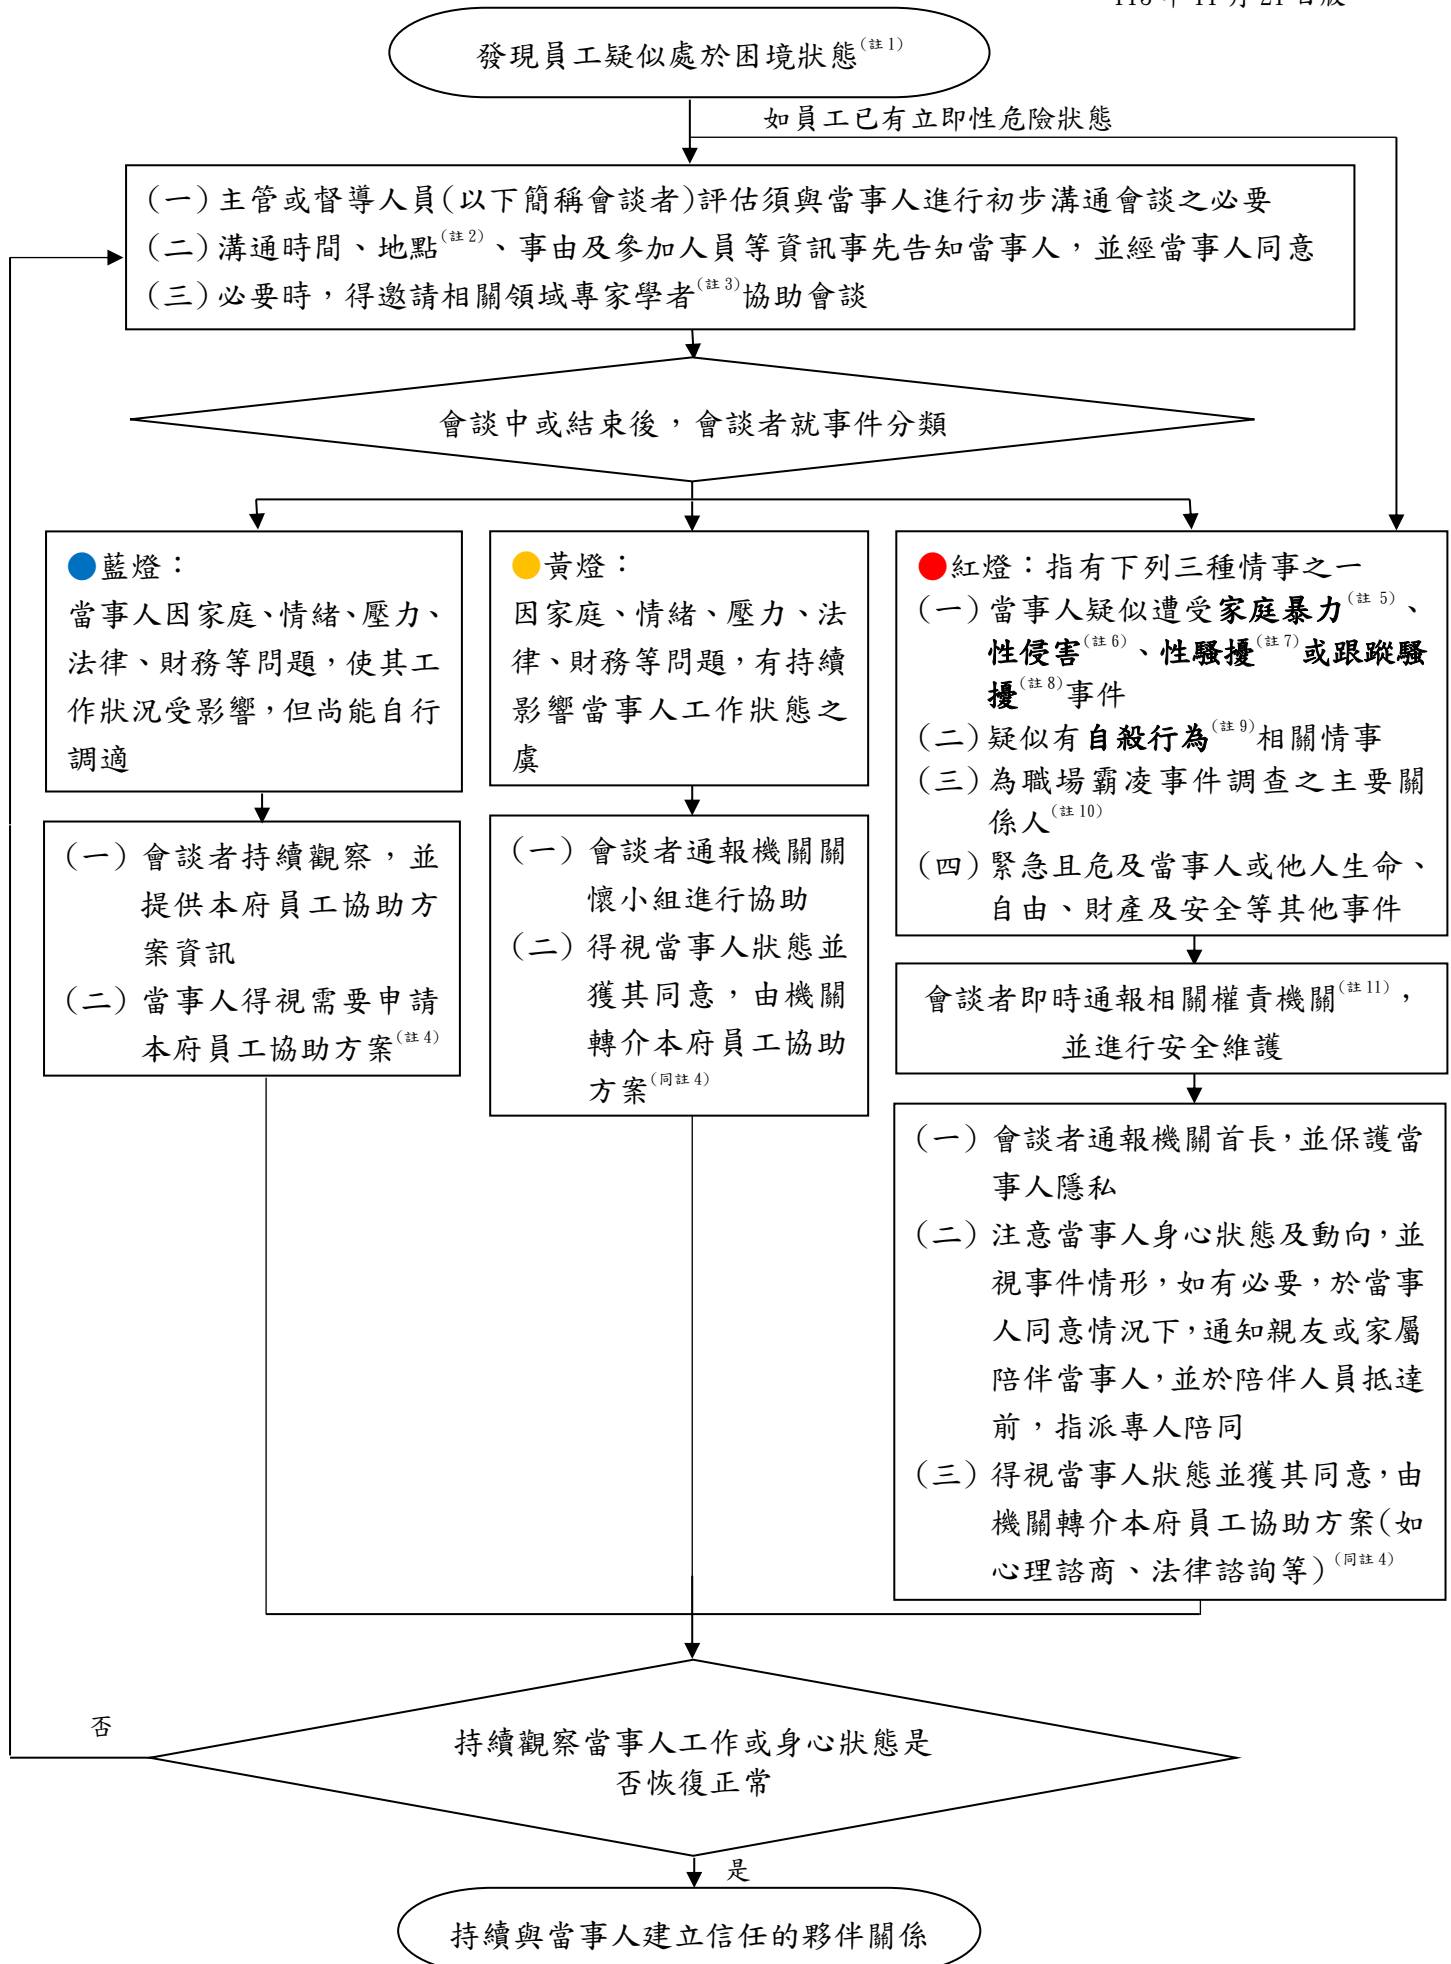 發現員工疑似處於困境狀態(註1)
如員工已有立即性危險狀態
(一)主管或督導人員(以下簡稱會談者)評估須與當事人進行初步溝通會談之必要
(二)溝通時間、地點(註2)、事由及參加人員等資訊事先告知當事人，並經當事人同意
(三)必要時，得邀請相關領域專家學者(註3)協助會談
會談中或結束後，會談者就事件分類
藍燈：
當事人因家庭、情緒、壓力、
法律、財務等問題，使其工
作狀況受影響，但尚能自行
調適
(一)會談者持續觀察，並
提供本府員工協助方
案資訊
(二)當事人得視需要申請
本府員工協助方案(註4)
黃燈：
因家庭、情緒、壓力、法
律、財務等問題，有持續
影響當事人工作狀態之
虞
(一)會談者通報機關關
懷小組進行協助
(二)得視當事人狀態並
獲其同意，由機關
轉介本府員工協助
方案(同註4)
紅燈：指有下列三種情事之一
(一)當事人疑似遭受家庭暴力(註5)、
性侵害(註6)、性騷擾(註7)或跟蹤騷
擾(註8)事件
(二)疑似有自殺行為(註9)相關情事
(三)為職場霸凌事件調查之主要關
係人(註10)
(四)緊急且危及當事人或他人生命、
自由、財產及安全等其他事件
會談者即時通報相關權責機關(註11)，
並進行安全維護
(一)會談者通報機關首長，並保護當
事人隱私
(二)注意當事人身心狀態及動向，並
視事件情形，如有必要，於當事
人同意情況下，通知親友或家屬
陪伴當事人，並於陪伴人員抵達
前，指派專人陪同
(三)得視當事人狀態並獲其同意，由
機關轉介本府員工協助方案(如
心理諮商、法律諮詢等)(同註4)
否
持續觀察當事人工作或身心狀態是
否恢復正常
是
持續與當事人建立信任的夥伴關係